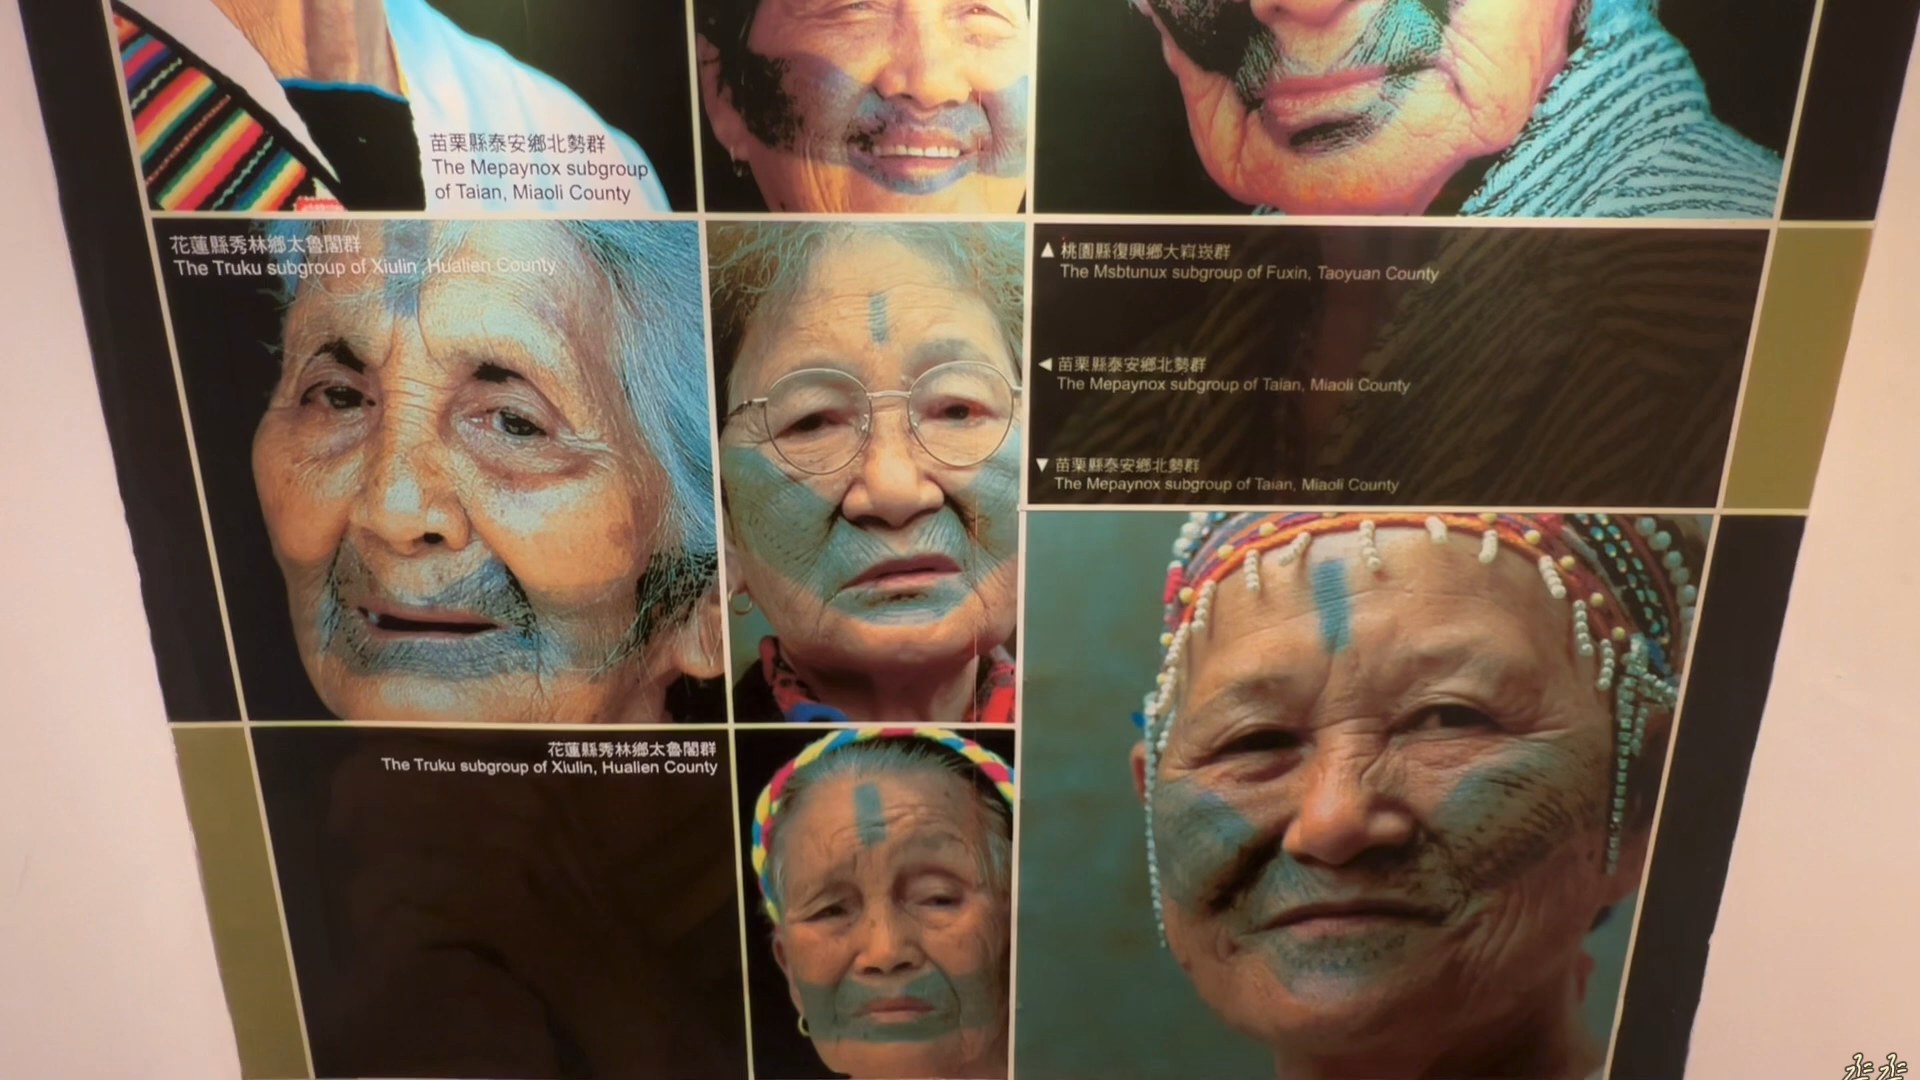 苗栗縣泰安鄉北勢群
The Mepaynox subgroup
of Taian, Miaoli County
花蓮縣秀林鄉太魯閣群
The Truku subgroup of Xiulin, Hualien County
▲ 桃園縣復興鄉大嵙崁群
The Msbtunux subgroup of Fuxin, Taoyuan County
◀ 苗栗縣泰安鄉北勢群
The Mepaynox subgroup of Taian, Miaoli County
▼ 苗栗縣泰安鄉北勢群
The Mepaynox subgroup of Taian, Miaoli County
花蓮縣秀林鄉太魯閣群
The Truku subgroup of Xiulin, Hualien County